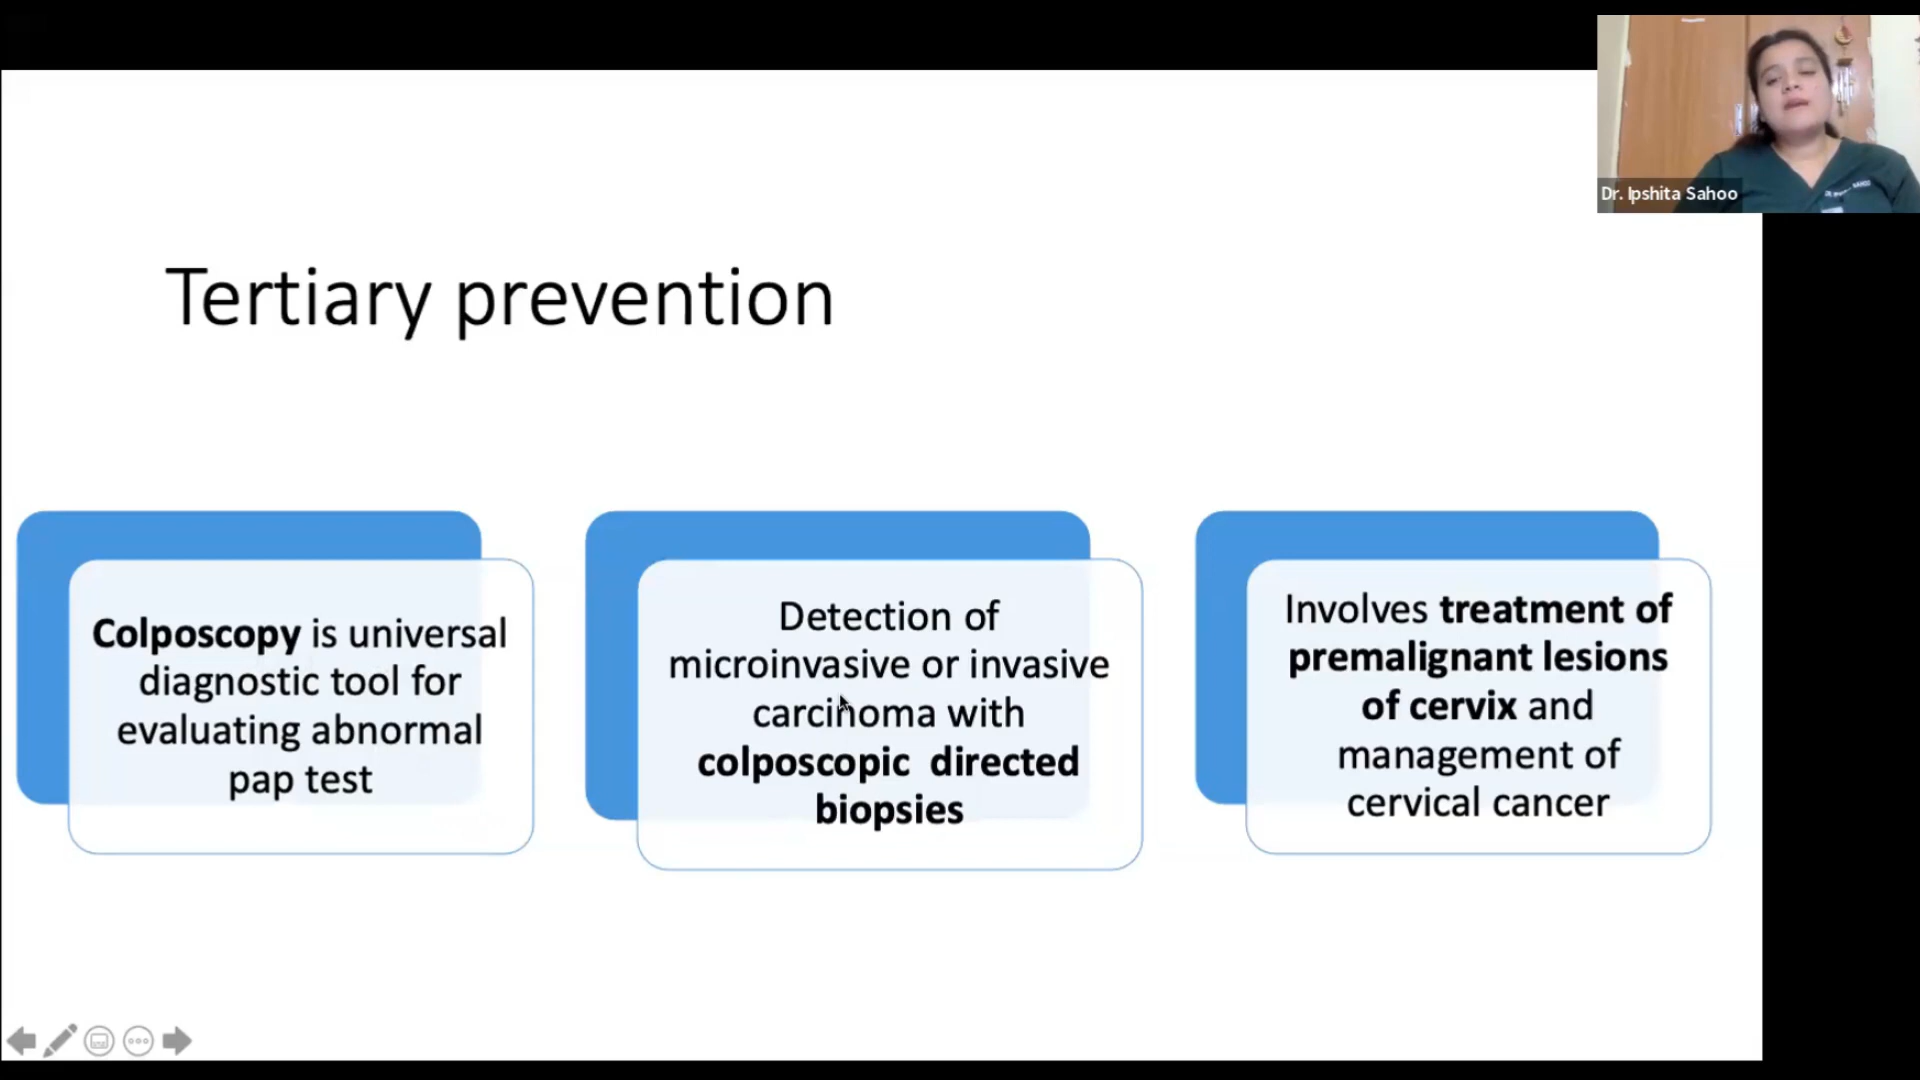 Dr. Ipshita Sahoo
Tertiary prevention
Colposcopy is universal
diagnostic tool for
evaluating abnormal
pap test
Detection of
microinvasive or invasive
carcinoma with
colposcopic directed
biopsies
Involves treatment of
premalignant lesions
of cervix and
management of
cervical cancer